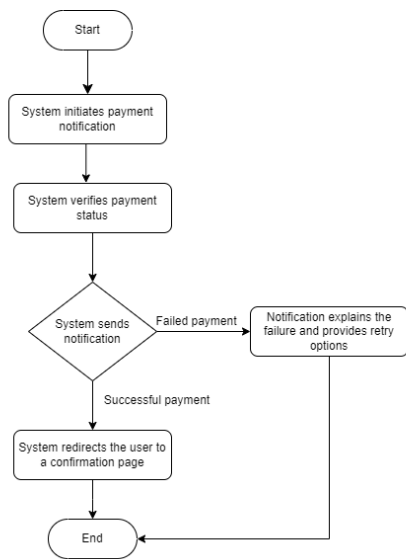 Start
System initiates payment
notification
System verifies payment
status
System sends
notification
Failed payment
Notification explains the
failure and provides retry
options
Successful payment
System redirects the user to
a confirmation page
End